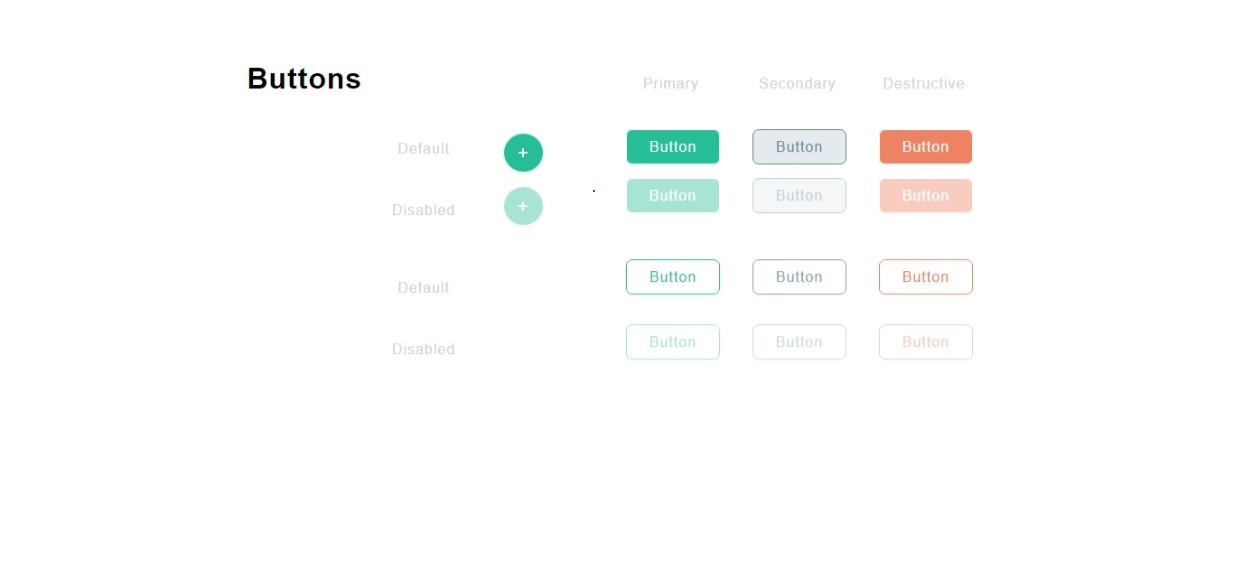 Buttons
Primary Secondary Destructive
Default + Button Button Button
Disabled + Button Button Button
Default Button Button Button
Disabled Button Button Button